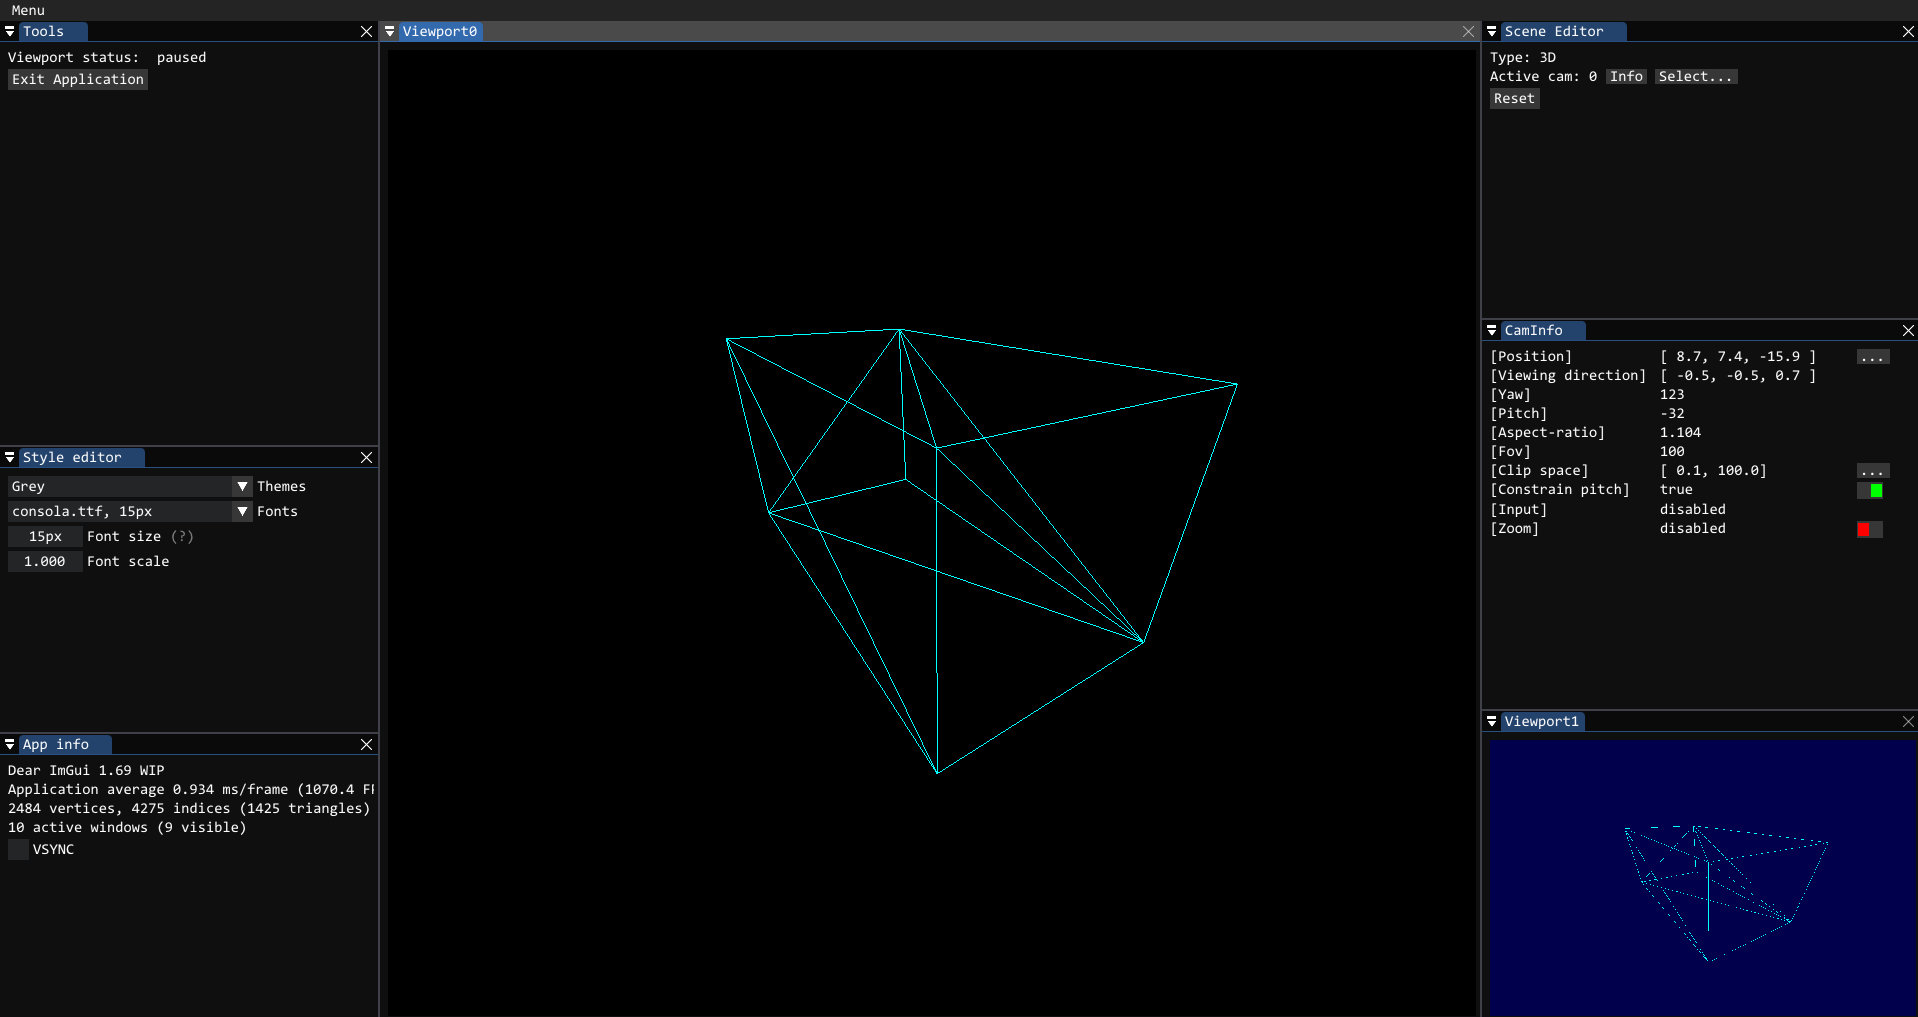 Menu
Tools
Viewport status:  paused
Exit Application
Style editor
Grey Themes
consola.ttf, 15px Fonts
15px Font size (?)
1.000 Font scale
App info
Dear ImGui 1.69 WIP
Application average 0.934 ms/frame (1070.4
2484 vertices, 4275 indices (1425 triangles)
10 active windows (9 visible)
VSYNC
Viewport0
Scene Editor
Type: 3D
Active cam: 0 Info Select...
Reset
CamInfo
[Position] [ 8.7, 7.4, -15.9 ] ...
[Viewing direction] [ -0.5, -0.5, 0.7 ]
[Yaw] 123
[Pitch] -32
[Aspect-ratio] 1.104
[Fov] 100
[Clip space] [ 0.1, 100.0] ...
[Constrain pitch] true
[Input] disabled
[Zoom] disabled
Viewport1